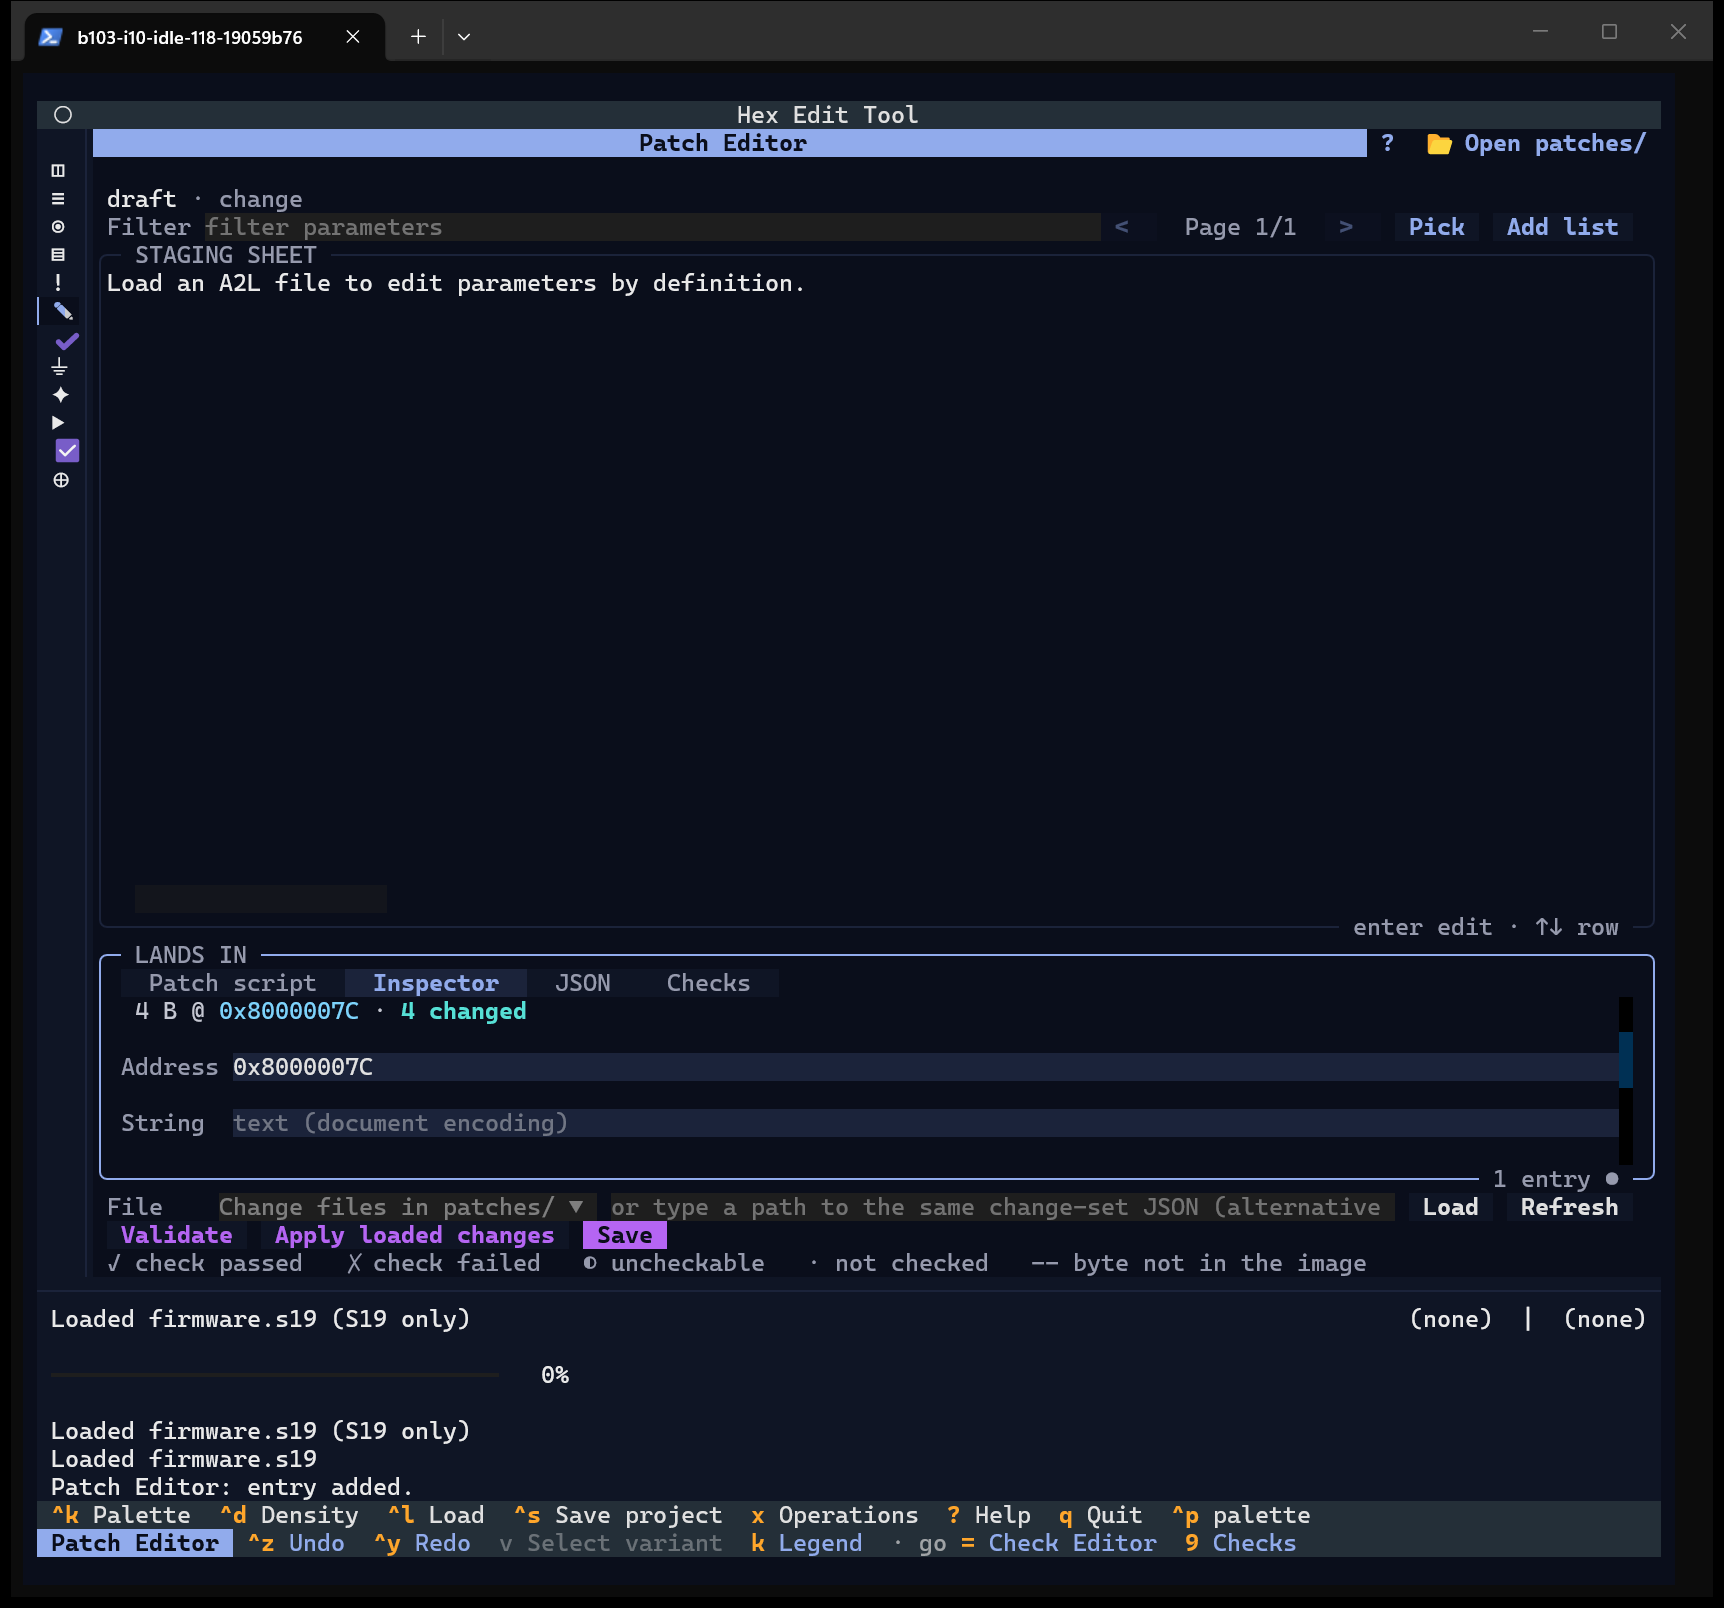 b103-i10-idle-118-19059b76
Hex Edit Tool
Patch Editor ? Open patches/
draft · change
Filter filter parameters < Page 1/1 > Pick Add list
STAGING SHEET
Load an A2L file to edit parameters by definition.
enter edit · ↑↓ row
LANDS IN
Patch script Inspector JSON Checks
4 B @ 0x8000007C · 4 changed
Address 0x8000007C
String text (document encoding)
1 entry ●
File Change files in patches/ ▼ or type a path to the same change-set JSON (alternative Load Refresh
Validate Apply loaded changes Save
√ check passed ╳ check failed ◐ uncheckable · not checked -- byte not in the image
Loaded firmware.s19 (S19 only) (none) | (none)
0%
Loaded firmware.s19 (S19 only)
Loaded firmware.s19
Patch Editor: entry added.
^k Palette ^d Density ^l Load ^s Save project x Operations ? Help q Quit ^p palette
Patch Editor ^z Undo ^y Redo v Select variant k Legend · go = Check Editor 9 Checks